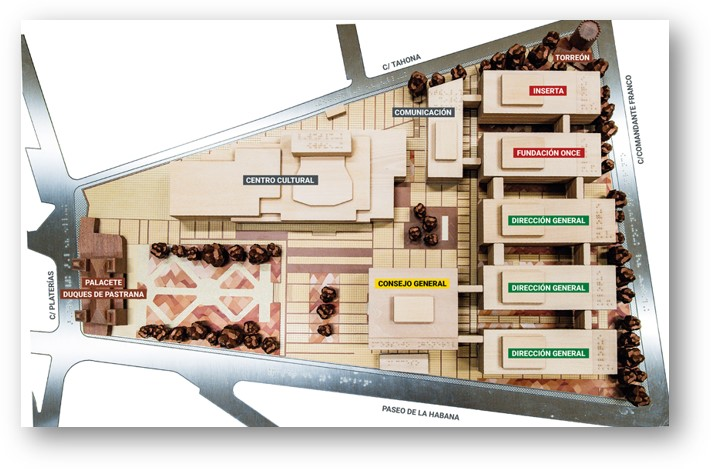 TORREÓN
C/ TAHONA
INSERTA
C/COMANDANTE FRANCO
COMUNICACIÓN
FUNDACIÓN ONCE
CENTRO CULTURAL
DIRECCIÓN GENERAL
PALACETE
DUQUES DE PASTRANA
C/ PLATERÍAS
CONSEJO GENERAL
DIRECCIÓN GENERAL
DIRECCIÓN GENERAL
PASEO DE LA HABANA